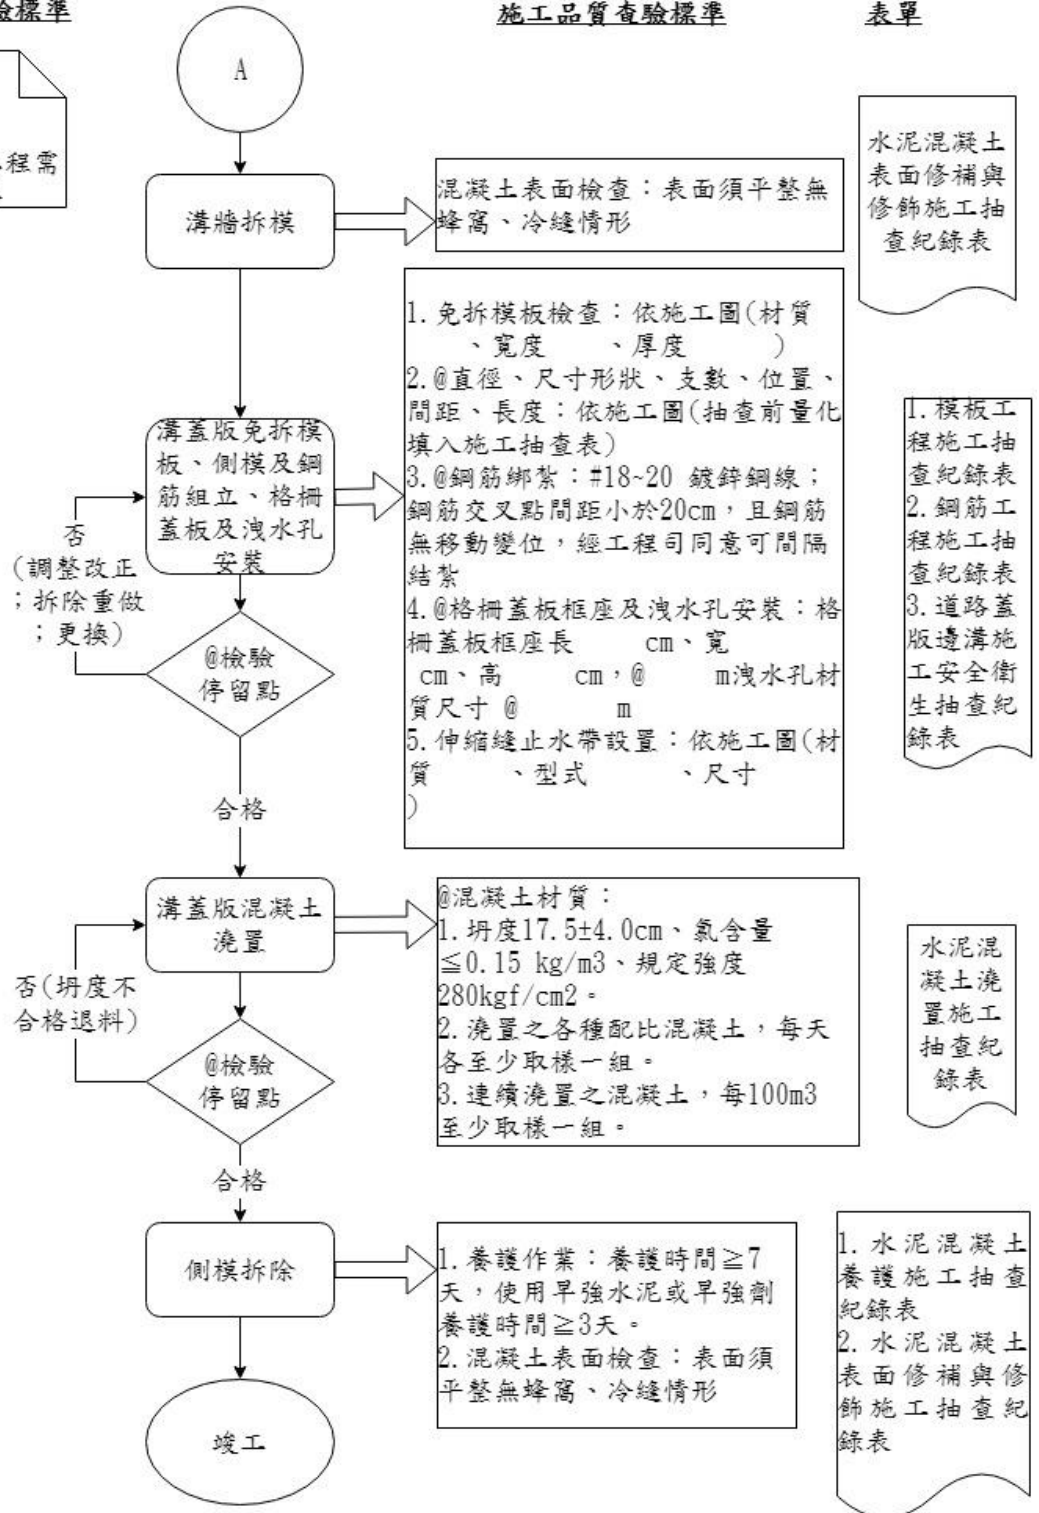 驗標準
施工品質查驗標準
表單
程需
A
溝牆拆模
混凝土表面檢查：表面須平整無
蜂窩、冷縫情形
水泥混凝土
表面修補與
修飾施工抽
查紀錄表
溝蓋版免拆模
板、側模及鋼
筋組立、格柵
蓋板及洩水孔
安裝
1.免拆模板檢查：依施工圖(材質
、寬度　　、厚度　　　)
2.@直徑、尺寸形狀、支數、位置、
間距、長度：依施工圖(抽查前量化
填入施工抽查表)
3.@鋼筋綁紮：#18~20 鍍鋅鋼線；
鋼筋交叉點間距小於20cm，且鋼筋
無移動變位，經工程司同意可間隔
結紮
4.@格柵蓋板框座及洩水孔安裝：格
柵蓋板框座長　　　cm、寬
cm、高　　　cm，@　　　m洩水孔材
質尺寸 @　　　　m
5.伸縮縫止水帶設置：依施工圖(材
質　　　、型式　　　、尺寸
)
1.模板工
程施工抽
查紀錄表
2.鋼筋工
程施工抽
查紀錄表
3.道路蓋
版邊溝施
工安全衛
生抽查紀
錄表
否
(調整改正
；拆除重做
；更換)
@檢驗
停留點
合格
溝蓋版混凝土
澆置
@混凝土材質：
1.坍度17.5±4.0cm、氯含量
≦0.15 kg/m3、規定強度
280kgf/cm2。
2.澆置之各種配比混凝土，每天
各至少取樣一組。
3.連續澆置之混凝土，每100m3
至少取樣一組。
水泥混
凝土澆
置施工
抽查紀
錄表
否(坍度不
合格退料)
@檢驗
停留點
合格
側模拆除
1.養護作業：養護時間≧7
天，使用早強水泥或早強劑
養護時間≧3天。
2.混凝土表面檢查：表面須
平整無蜂窩、冷縫情形
1.水泥混凝土
養護施工抽查
紀錄表
2.水泥混凝土
表面修補與修
飾施工抽查紀
錄表
竣工